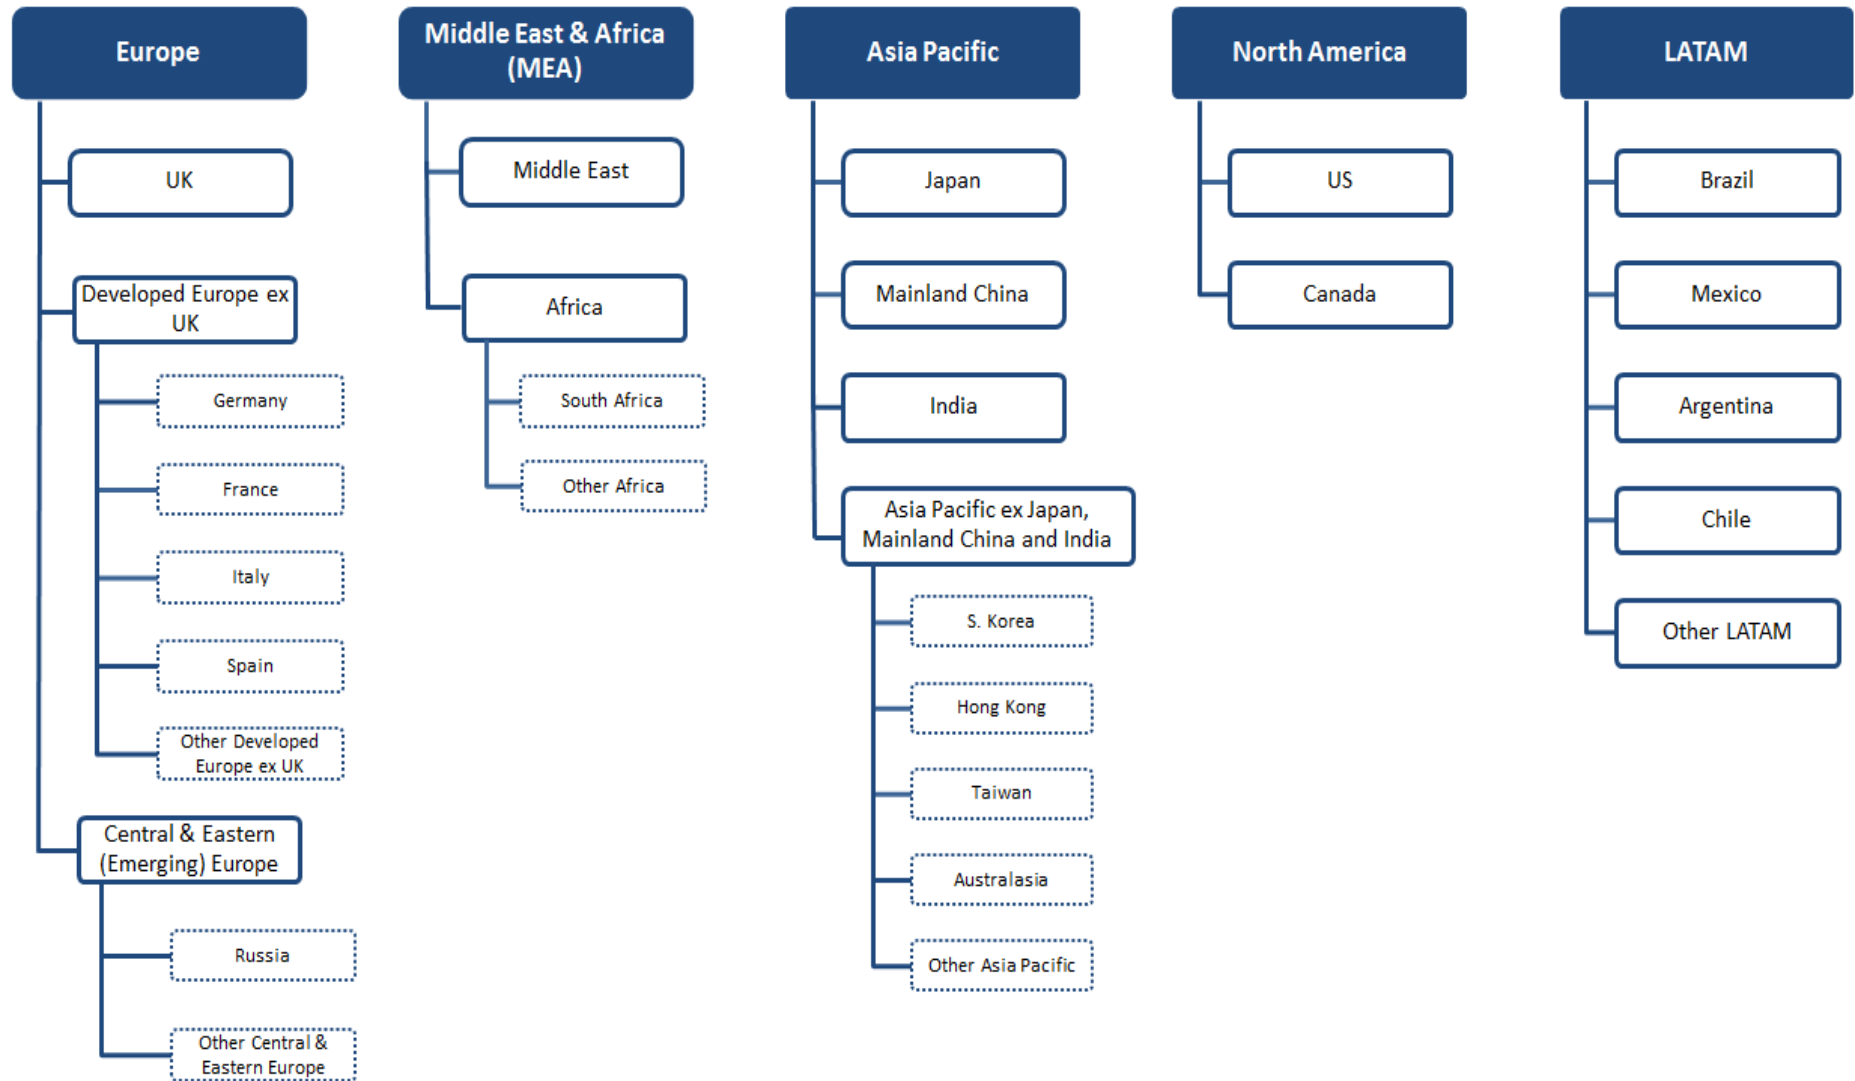 Europe
UK
Developed Europe ex
UK
Germany
France
Italy
Spain
Other Developed
Europe ex UK
Central & Eastern
(Emerging) Europe
Russia
Other Central &
Eastern Europe
Middle East & Africa
(MEA)
Middle East
Africa
South Africa
Other Africa
Asia Pacific
Japan
Mainland China
India
Asia Pacific ex Japan,
Mainland China and India
S. Korea
Hong Kong
Taiwan
Australasia
Other Asia Pacific
North America
US
Canada
LATAM
Brazil
Mexico
Argentina
Chile
Other LATAM